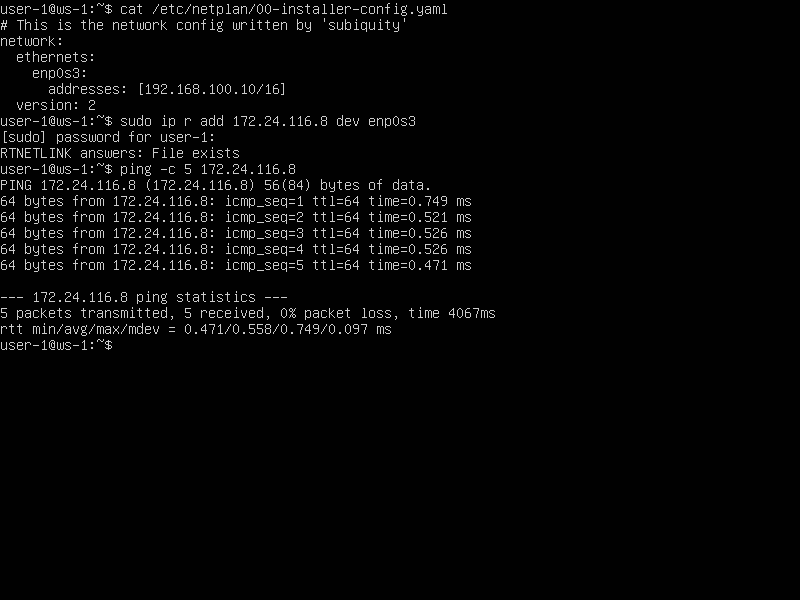 user-1@ws-1:~$ cat /etc/netplan/00-installer-config.yaml
# This is the network config written by 'subiquity'
network:
  ethernets:
    enp0s3:
      addresses: [192.168.100.10/16]
  version: 2
user-1@ws-1:~$ sudo ip r add 172.24.116.8 dev enp0s3
[sudo] password for user-1:
RTNETLINK answers: File exists
user-1@ws-1:~$ ping -c 5 172.24.116.8
PING 172.24.116.8 (172.24.116.8) 56(84) bytes of data.
64 bytes from 172.24.116.8: icmp_seq=1 ttl=64 time=0.749 ms
64 bytes from 172.24.116.8: icmp_seq=2 ttl=64 time=0.521 ms
64 bytes from 172.24.116.8: icmp_seq=3 ttl=64 time=0.526 ms
64 bytes from 172.24.116.8: icmp_seq=4 ttl=64 time=0.526 ms
64 bytes from 172.24.116.8: icmp_seq=5 ttl=64 time=0.471 ms

--- 172.24.116.8 ping statistics ---
5 packets transmitted, 5 received, 0% packet loss, time 4067ms
rtt min/avg/max/mdev = 0.471/0.558/0.749/0.097 ms
user-1@ws-1:~$